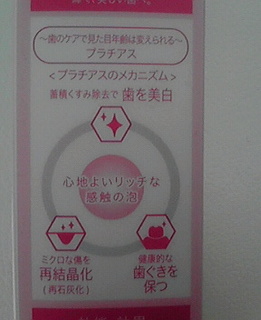 ～歯のケアで見た目年齢は変えられる～
プラチアス
＜プラチアスのメカニズム＞
蓄積くすみ除去で 歯を美白
心地よいリッチな
感触の泡
ミクロな傷を
再結晶化
(再石灰化)
健康的な
歯ぐきを
保つ